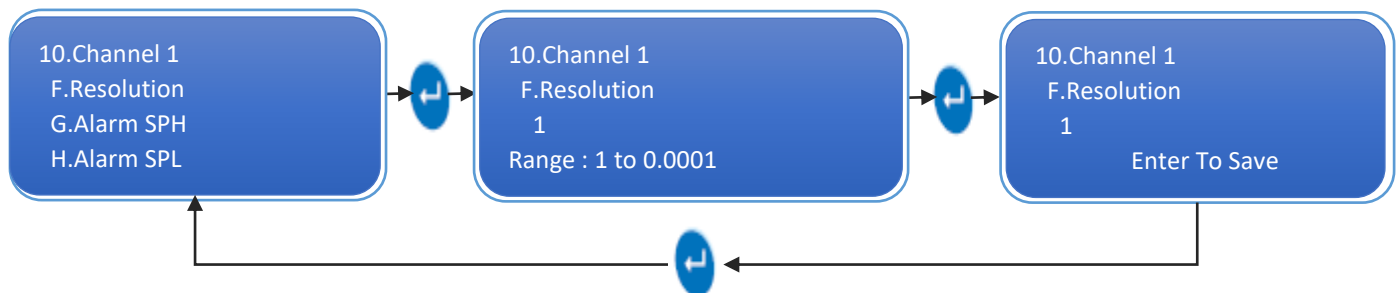 10.Channel 1
F.Resolution
G.Alarm SPH
H.Alarm SPL
10.Channel 1
F.Resolution
1
Range : 1 to 0.0001
10.Channel 1
F.Resolution
1
Enter To Save